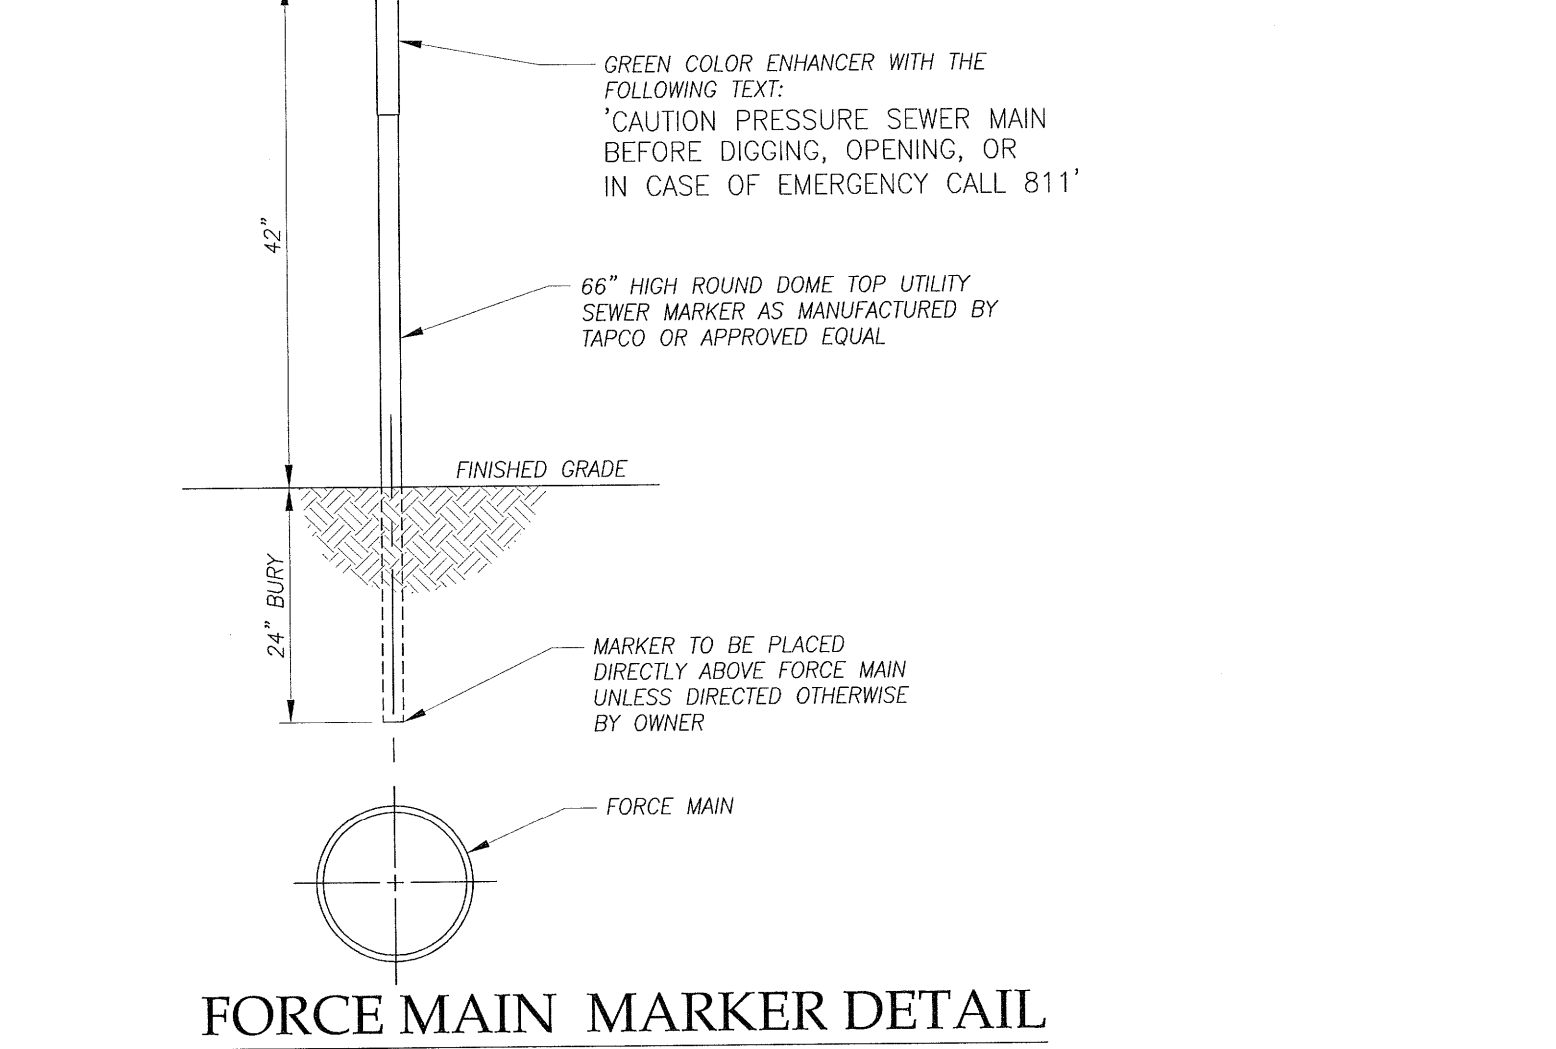 GREEN COLOR ENHANCER WITH THE
FOLLOWING TEXT:
'CAUTION PRESSURE SEWER MAIN
BEFORE DIGGING, OPENING, OR
IN CASE OF EMERGENCY CALL 811'
42"
66" HIGH ROUND DOME TOP UTILITY
SEWER MARKER AS MANUFACTURED BY
TAPCO OR APPROVED EQUAL
FINISHED GRADE
24" BURY
MARKER TO BE PLACED
DIRECTLY ABOVE FORCE MAIN
UNLESS DIRECTED OTHERWISE
BY OWNER
FORCE MAIN
FORCE MAIN MARKER DETAIL